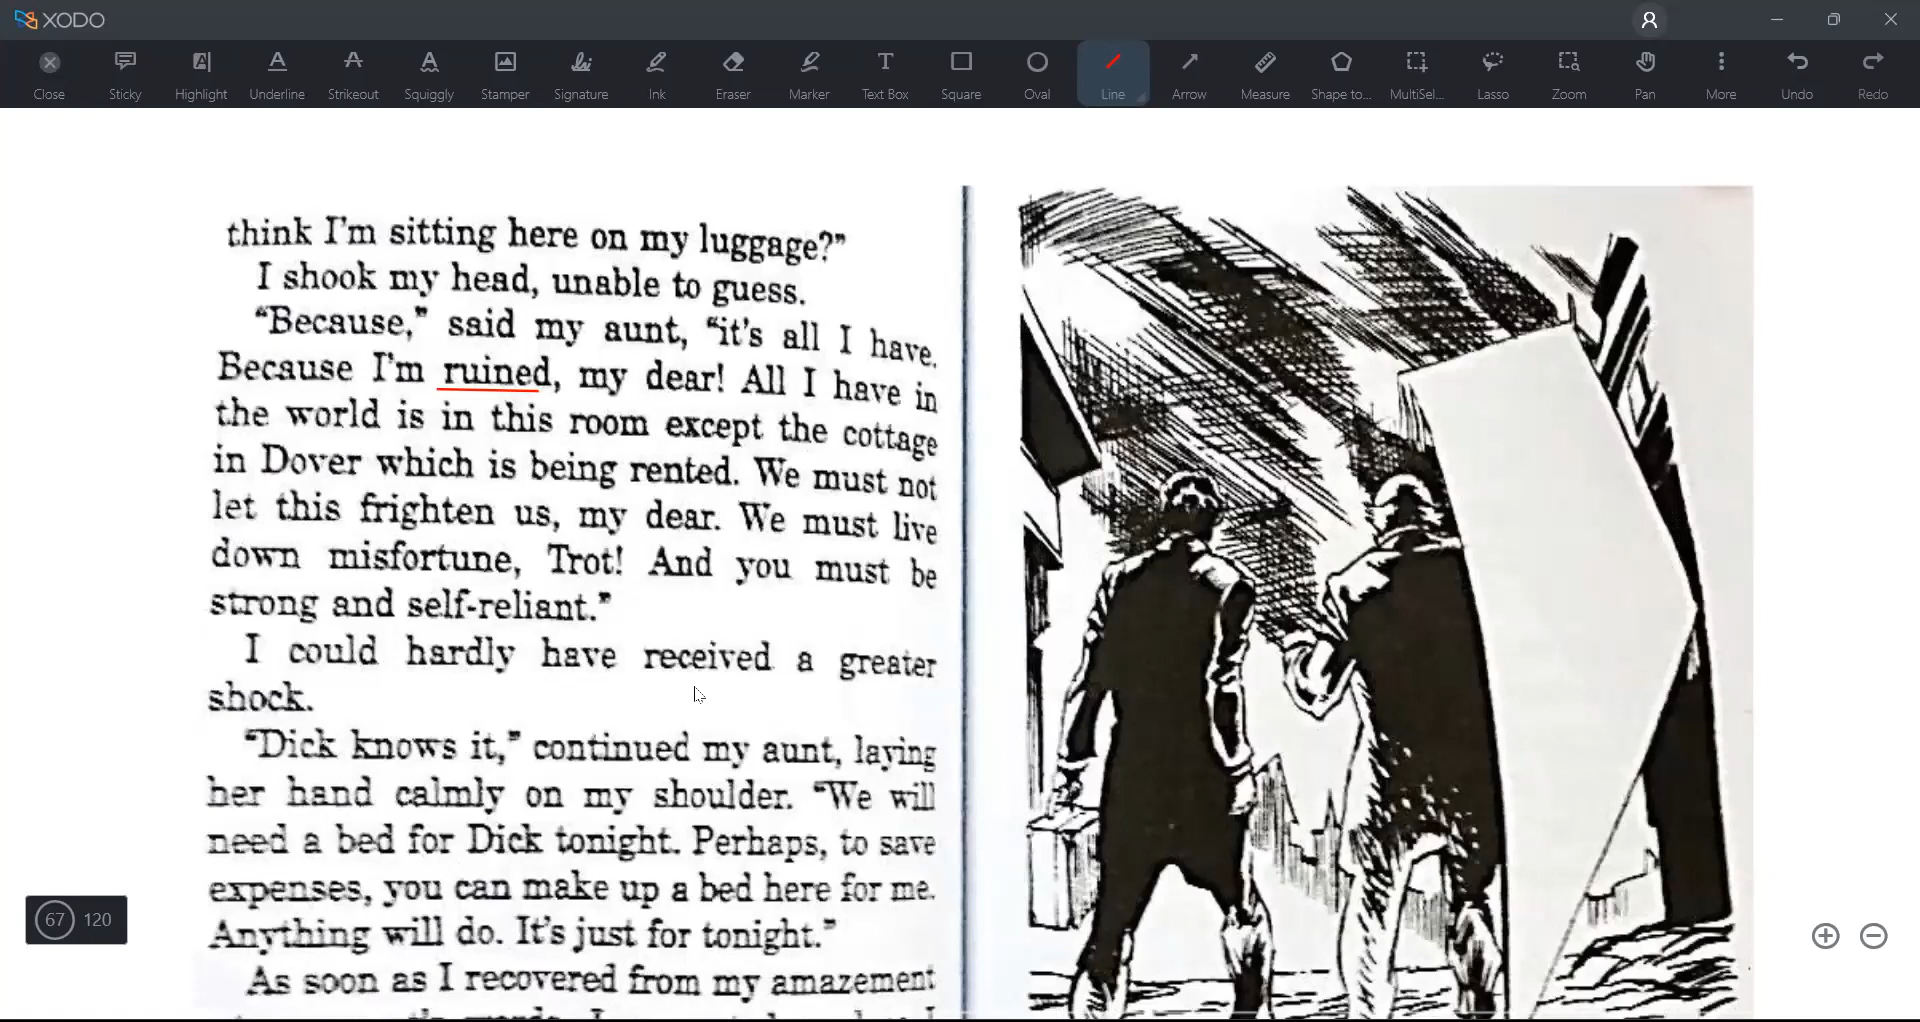 XODO
Close
Sticky
Highlight
Underline
Strikeout
Squiggly
Stamper
Signature
Ink
Eraser
Marker
Text Box
Square
Oval
Line
Arrow
Measure
Shape to...
MultiSel...
Lasso
Zoom
Pan
More
Undo
Redo
think I'm sitting here on my luggage?"
I shook my head, unable to guess.
"Because," said my aunt, "it's all I have.
Because I'm ruined, my dear! All I have in
the world is in this room except the cottage
in Dover which is being rented. We must not
let this frighten us, my dear. We must live
down misfortune, Trot! And you must be
strong and self-reliant."
I could hardly have received a greater
shock.
"Dick knows it," continued my aunt, laying
her hand calmly on my shoulder. "We will
need a bed for Dick tonight. Perhaps, to save
expenses, you can make up a bed here for me.
Anything will do. It's just for tonight."
As soon as I recovered from my amazement
67 120